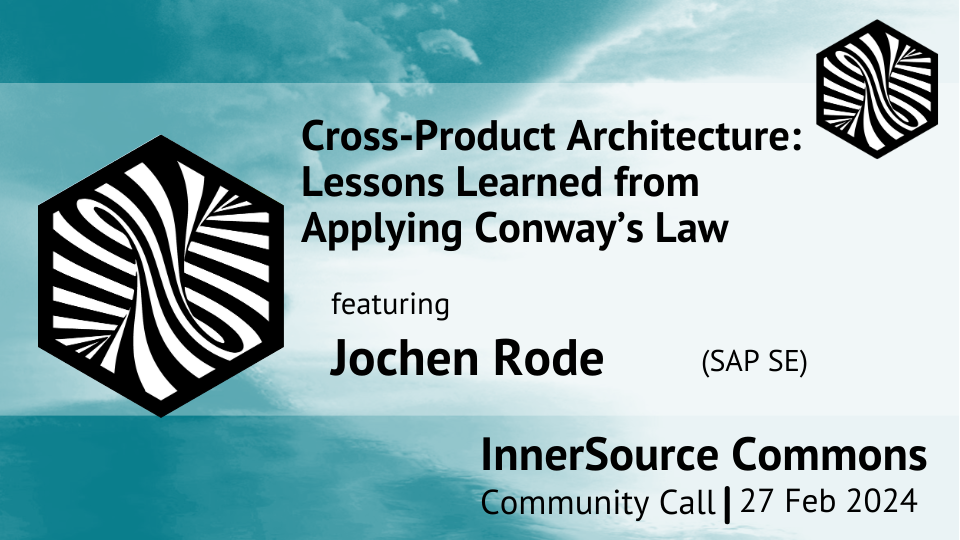 Cross-Product Architecture:
Lessons Learned from
Applying Conway’s Law
featuring
Jochen Rode (SAP SE)
InnerSource Commons
Community Call | 27 Feb 2024